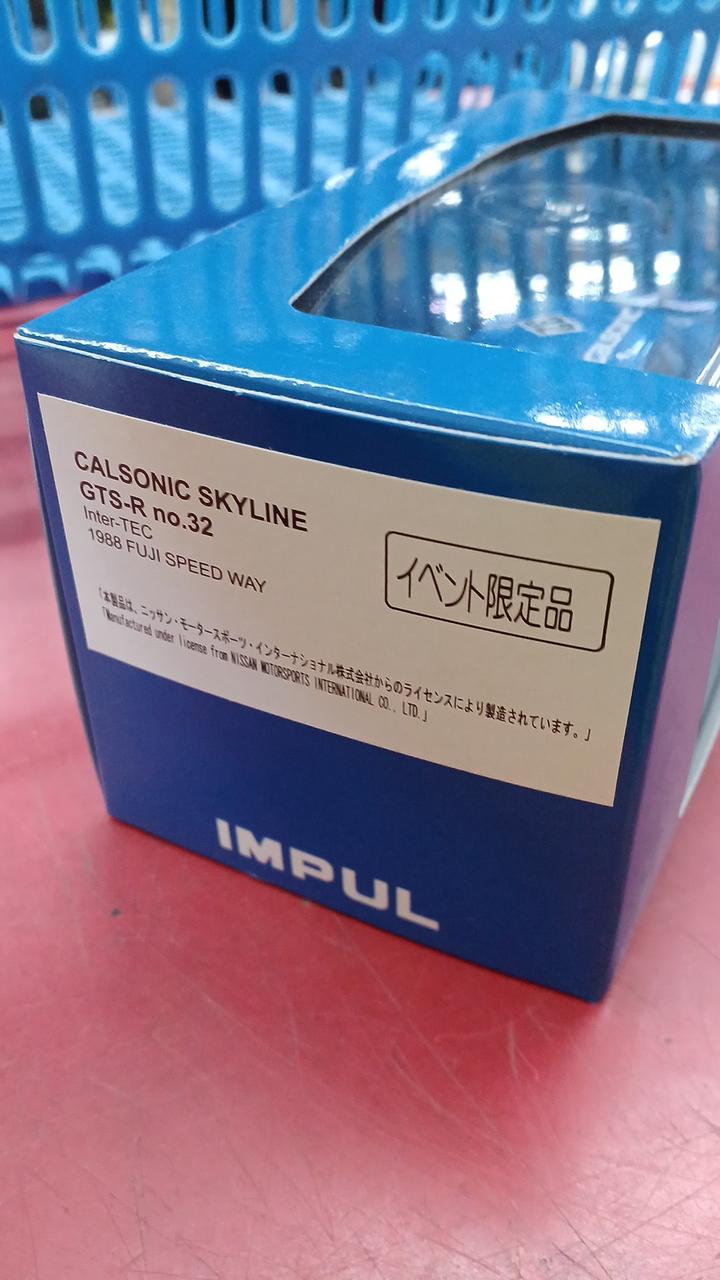 CALSONIC SKYLINE
GTS-R no.32
Inter-TEC
1988 FUJI SPEED WAY
イベント限定品
「本製品は、ニッサン・モータースポーツ・インターナショナル株式会社からのライセンスにより製造されています。」
「Manufactured under license from NISSAN MOTORSPORTS INTERNATIONAL CO., LTD.」
IMPUL